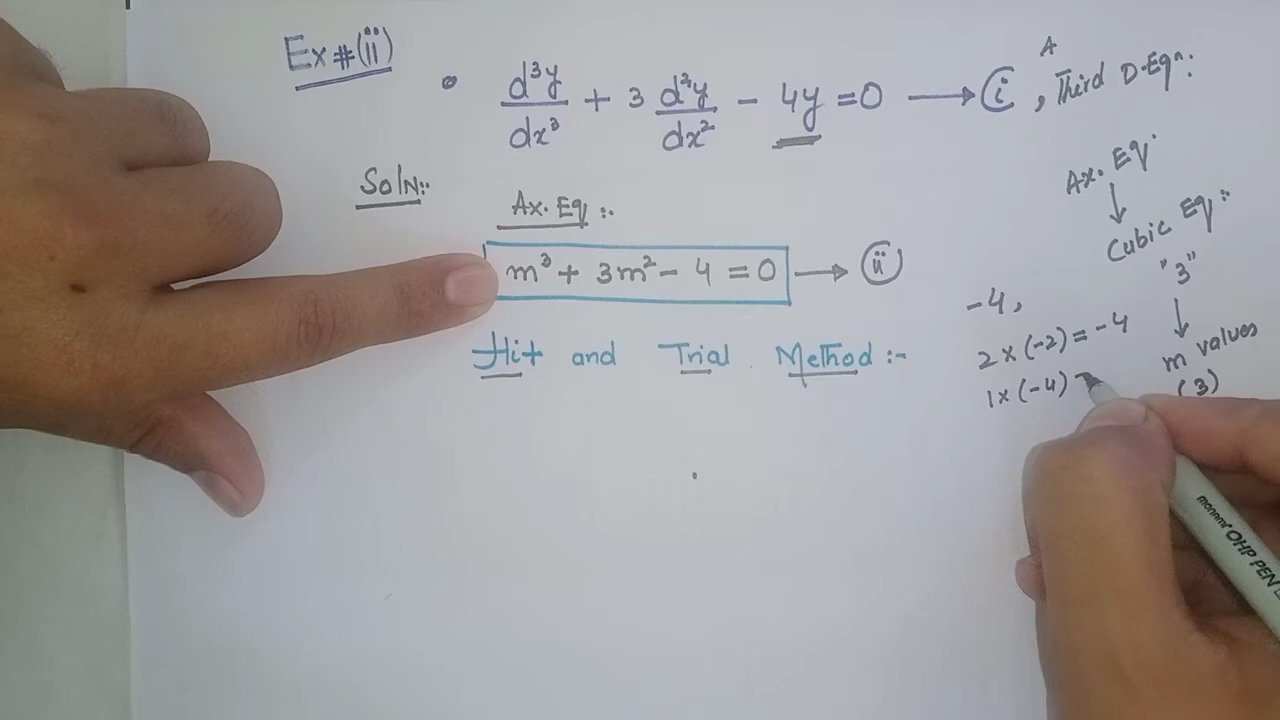 Ex#(ii)
d³y/dx³ + 3 d²y/dx² - 4y = 0 → (i), A Third D.Eqⁿ:
Soln:.
Ax. Eq :.
m³ + 3m² - 4 = 0 → (ii)
Hit and Trial Method :-
Ax. Eq.
↓
Cubic Eq:.
"3"
↓
m values
(3)
-4,
2 × (-2) = -4
1 × (-4)
monami OHP PEN